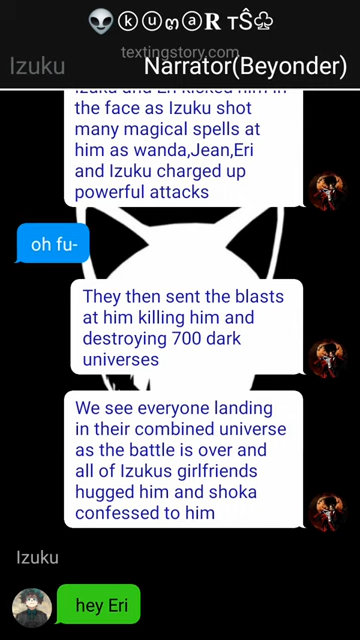 👽ⓚⓤⓜⓐ𝐑 ᴛŜ♧
textingstory.com
Izuku
Narrator(Beyonder)
Izuku and Eri kicked him in
the face as Izuku shot
many magical spells at
him as wanda,Jean,Eri
and Izuku charged up
powerful attacks
oh fu-
They then sent the blasts
at him killing him and
destroying 700 dark
universes
We see everyone landing
in their combined universe
as the battle is over and
all of Izukus girlfriends
hugged him and shoka
confessed to him
Izuku
hey Eri